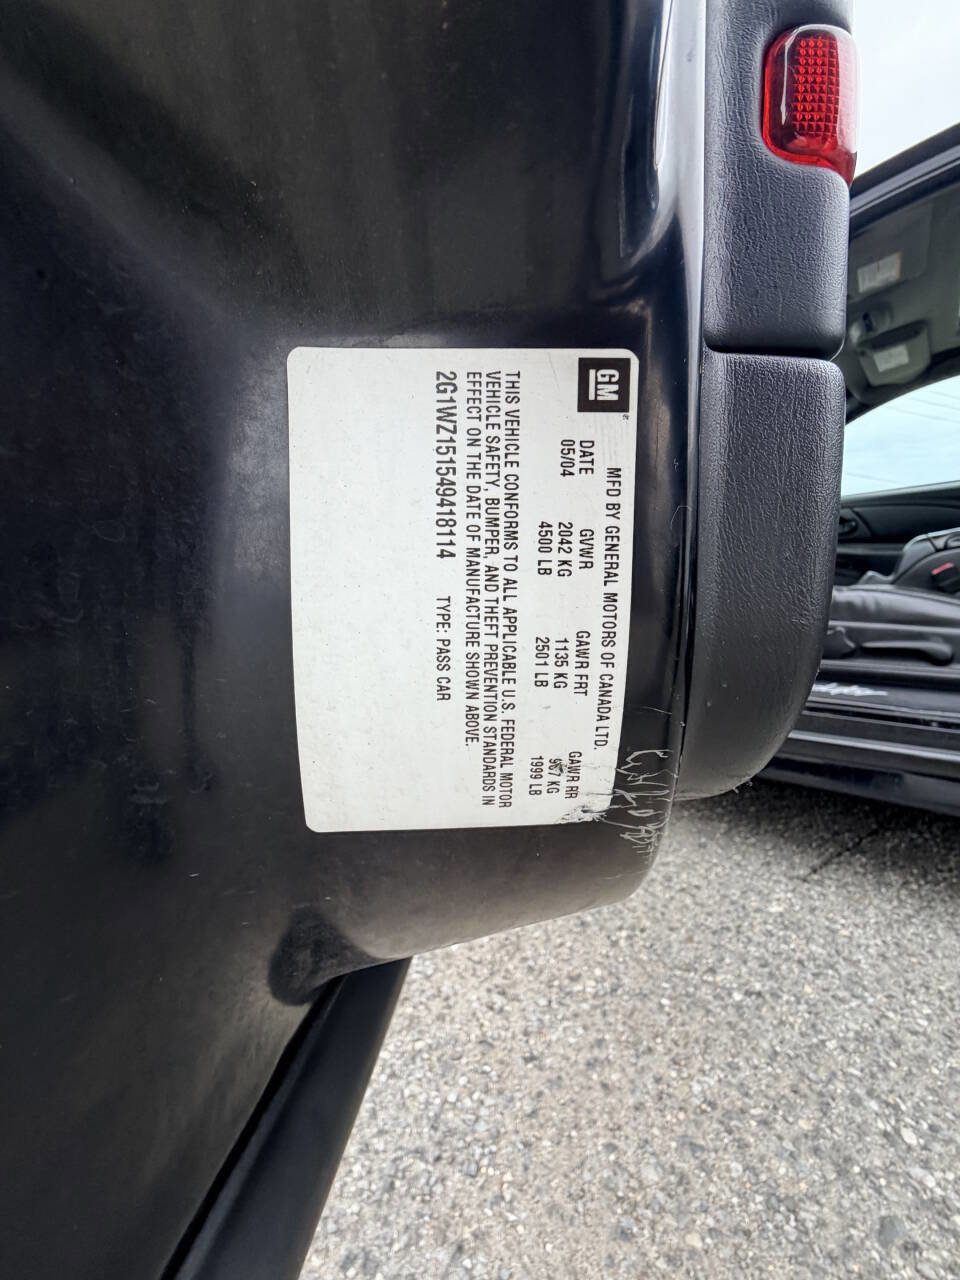 GM
MFD BY GENERAL MOTORS OF CANADA LTD.
DATE GVWR GAWR FRT GAWR RR
05/04 2042 KG 1135 KG 907 KG
4500 LB 2501 LB 1999 LB
THIS VEHICLE CONFORMS TO ALL APPLICABLE U.S. FEDERAL MOTOR
VEHICLE SAFETY, BUMPER, AND THEFT PREVENTION STANDARDS IN
EFFECT ON THE DATE OF MANUFACTURE SHOWN ABOVE.
2G1WZ151549418114 TYPE: PASS CAR